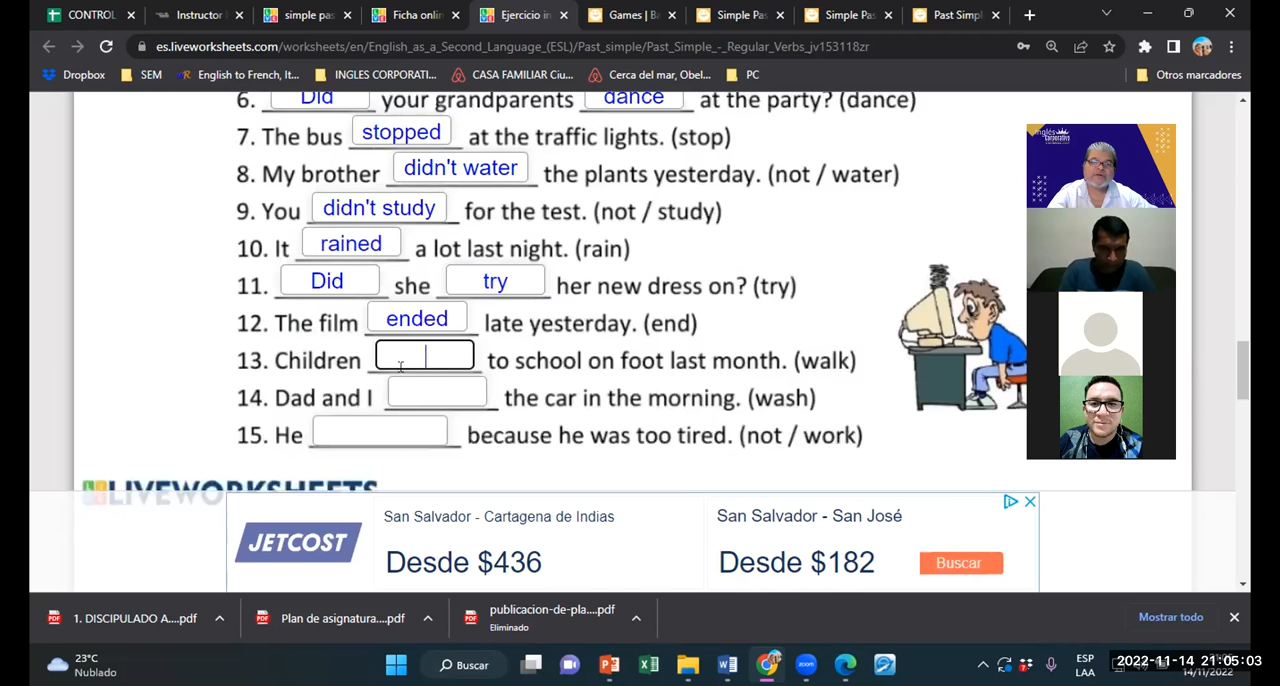 CONTROL
Instructor
simple pas
Ficha onlin
Ejercicio in
Games | Ba
Simple Pas
Simple Pas
Past Simpl
es.liveworksheets.com/worksheets/en/English_as_a_Second_Language_(ESL)/Past_simple/Past_Simple_-_Regular_Verbs_jv153118zr
Dropbox
SEM
English to French, It...
INGLES CORPORATI...
CASA FAMILIAR Ciu...
Cerca del mar, Obel...
PC
Otros marcadores
6. Did your grandparents dance at the party? (dance)
7. The bus stopped at the traffic lights. (stop)
8. My brother didn't water the plants yesterday. (not / water)
9. You didn't study for the test. (not / study)
10. It rained a lot last night. (rain)
11. Did she try her new dress on? (try)
12. The film ended late yesterday. (end)
13. Children to school on foot last month. (walk)
14. Dad and I the car in the morning. (wash)
15. He because he was too tired. (not / work)
LIVEWORKSHEETS
JETCOST
San Salvador - Cartagena de Indias
Desde $436
San Salvador - San José
Desde $182
Buscar
1. DISCIPULADO A....pdf
Plan de asignatura....pdf
publicacion-de-pla....pdf
Eliminado
Mostrar todo
23°C
Nublado
Buscar
ESP
LAA
2022-11-14 21:05:03
14/11/2022